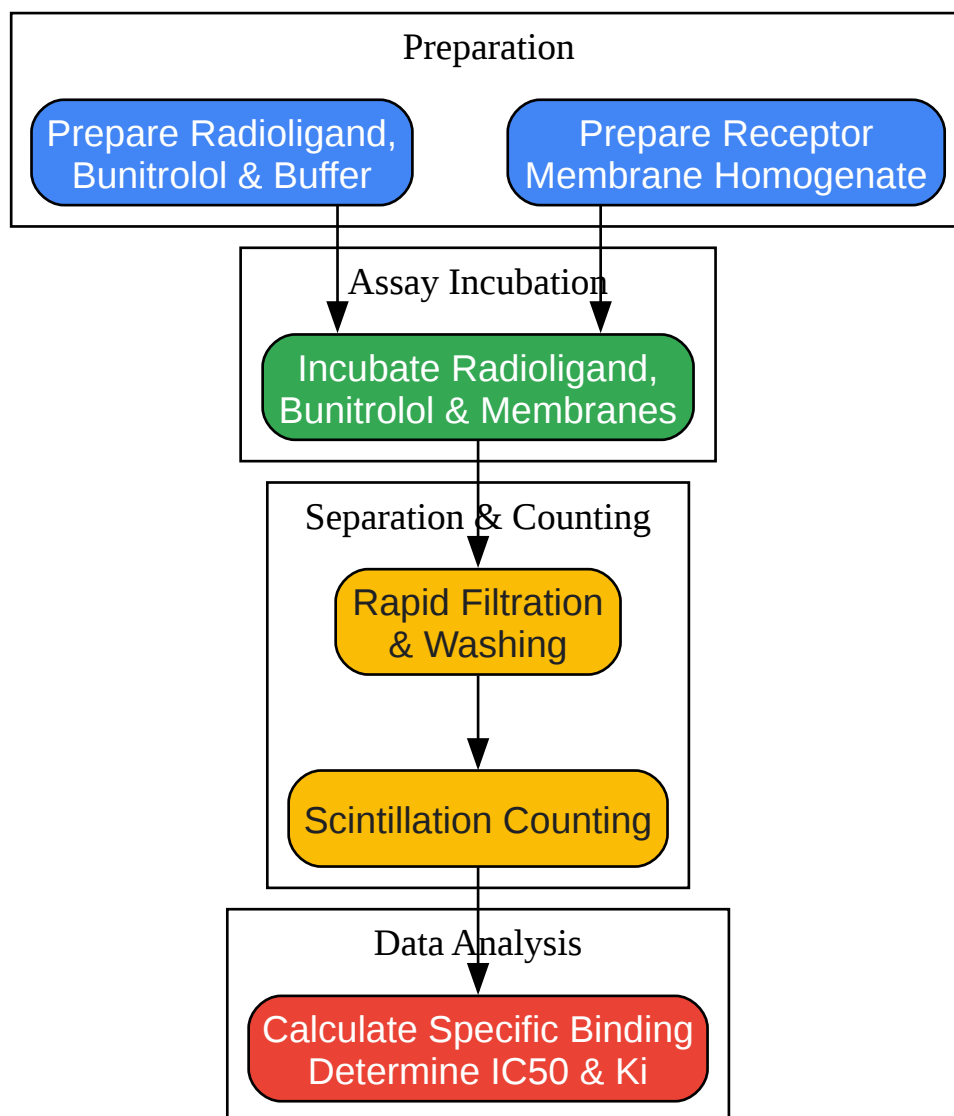 Preparation
Prepare Radioligand,
Bunitrolol & Buffer
Prepare Receptor
Membrane Homogenate
Assay Incubation
Incubate Radioligand,
Bunitrolol & Membranes
Separation & Counting
Rapid Filtration
& Washing
Scintillation Counting
Data Analysis
Calculate Specific Binding
Determine IC50 & Ki